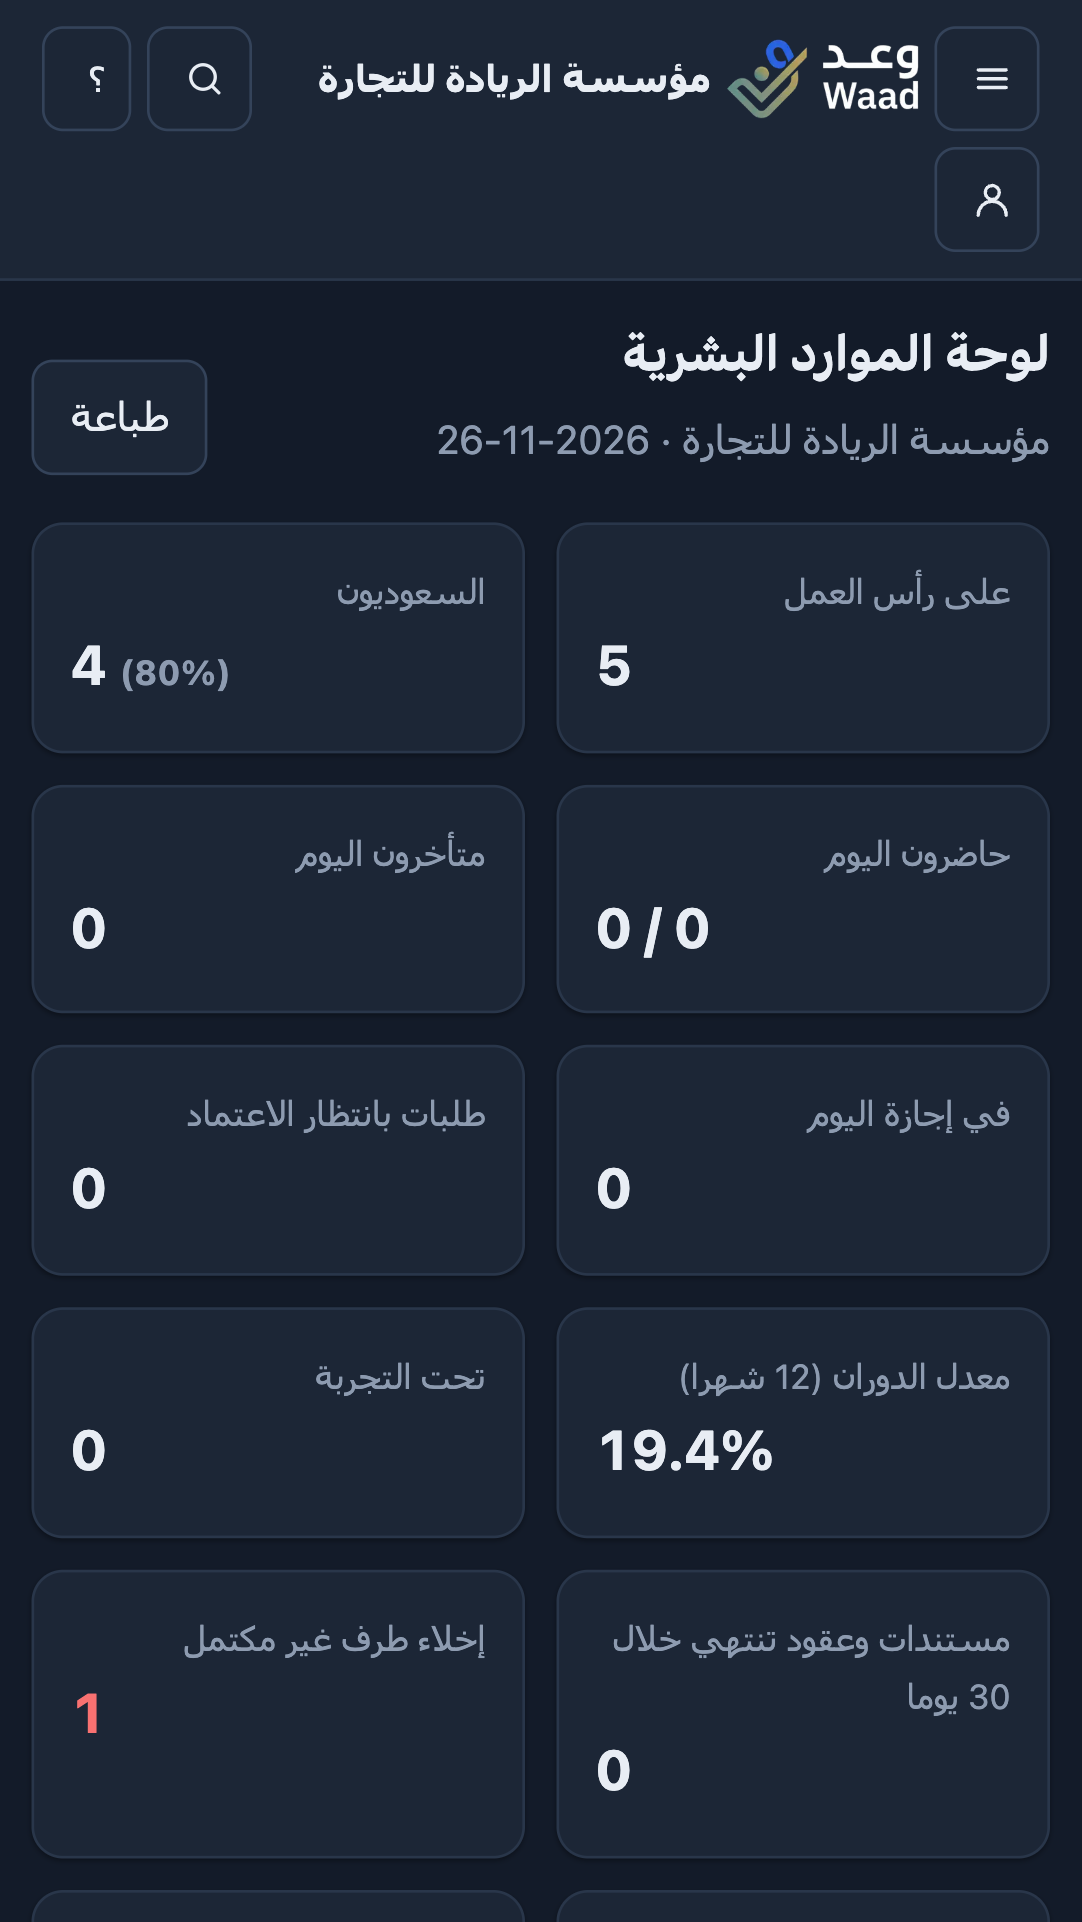 وعد
Waad
مؤسسة الريادة للتجارة
؟
لوحة الموارد البشرية
مؤسسة الريادة للتجارة · 2026-11-26
طباعة
على رأس العمل
5
السعوديون
4 (80%)
حاضرون اليوم
0 / 0
متأخرون اليوم
0
في إجازة اليوم
0
طلبات بانتظار الاعتماد
0
معدل الدوران (12 شهرا)
19.4%
تحت التجربة
0
مستندات وعقود تنتهي خلال
30 يوما
0
إخلاء طرف غير مكتمل
1